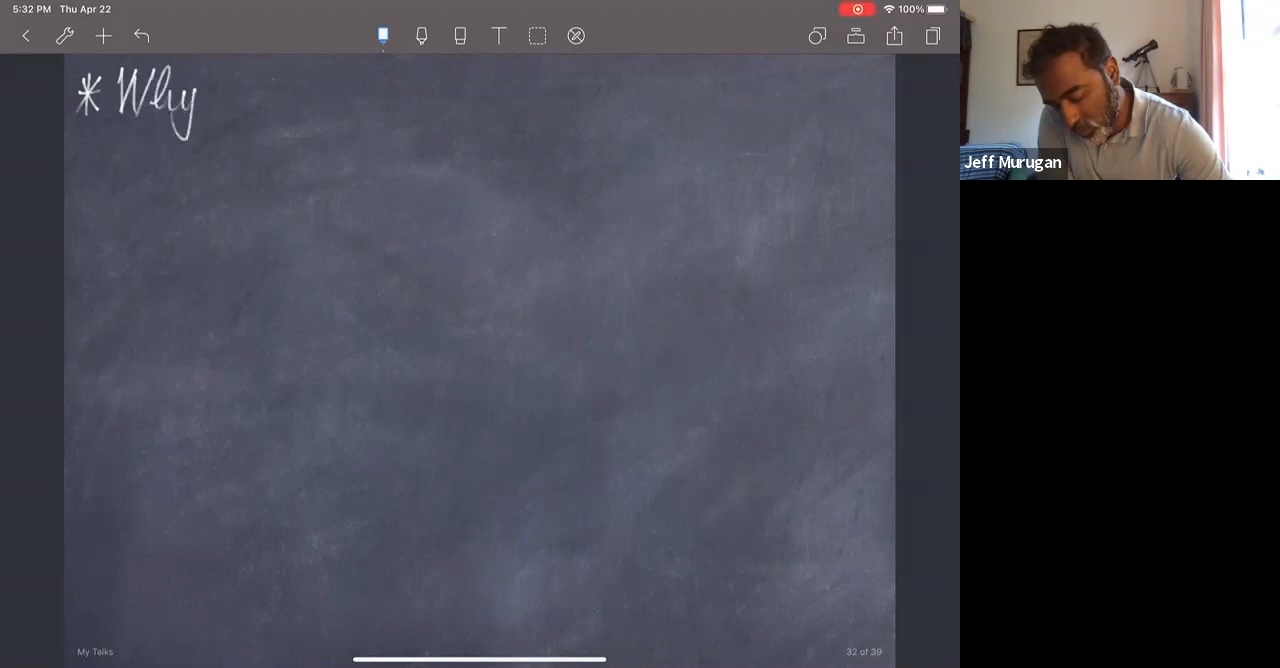 5:32 PM Thu Apr 22
100%
* Why
Jeff Murugan
My Talks
32 of 39